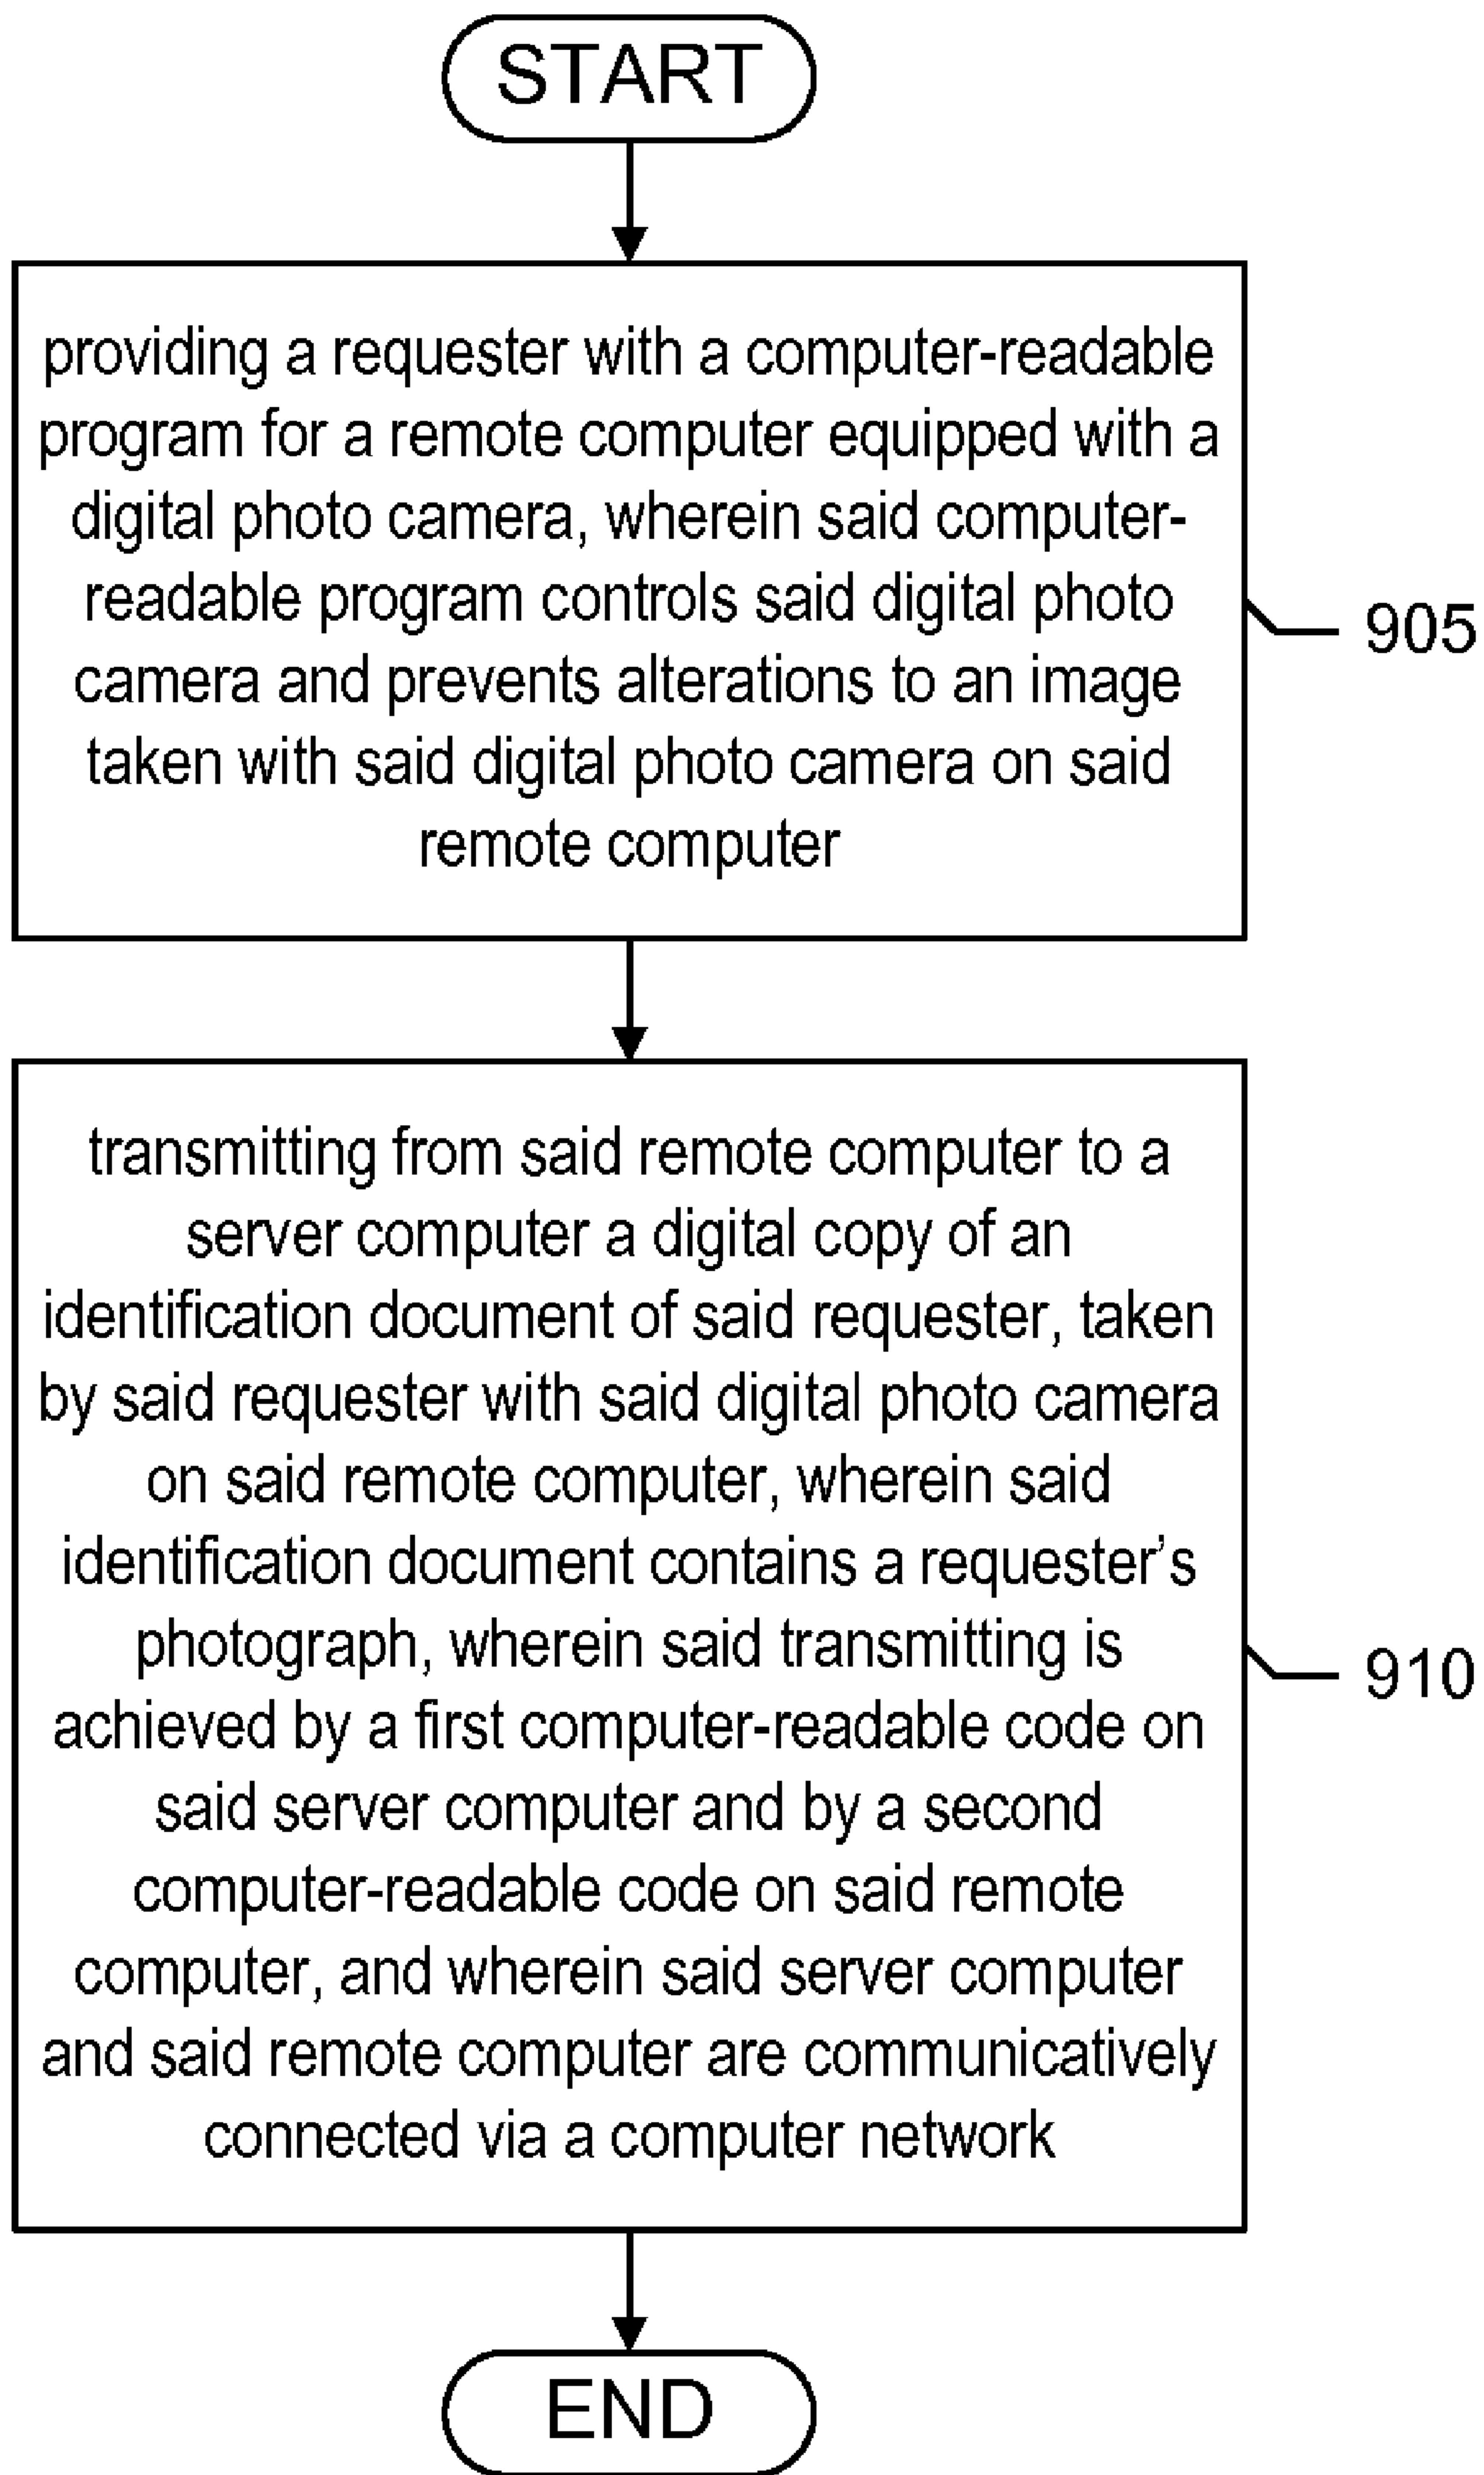 START
providing a requester with a computer-readable
program for a remote computer equipped with a
digital photo camera, wherein said computer-
readable program controls said digital photo
camera and prevents alterations to an image
taken with said digital photo camera on said
remote computer
905
transmitting from said remote computer to a
server computer a digital copy of an
identification document of said requester, taken
by said requester with said digital photo camera
on said remote computer, wherein said
identification document contains a requester’s
photograph, wherein said transmitting is
achieved by a first computer-readable code on
said server computer and by a second
computer-readable code on said remote
computer, and wherein said server computer
and said remote computer are communicatively
connected via a computer network
910
END